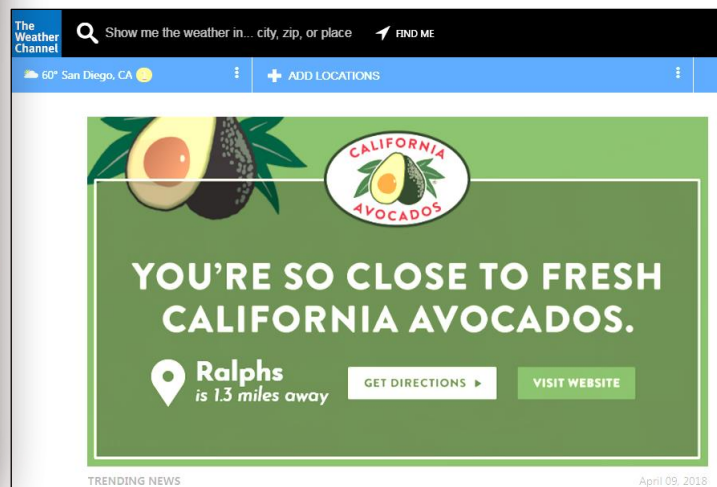 The
Weather
Channel
Show me the weather in... city, zip, or place
FIND ME
60° San Diego, CA
ADD LOCATIONS
CALIFORNIA
AVOCADOS
YOU'RE SO CLOSE TO FRESH
CALIFORNIA AVOCADOS.
Ralphs
is 1.3 miles away
GET DIRECTIONS
VISIT WEBSITE
TRENDING NEWS
April 09, 2018